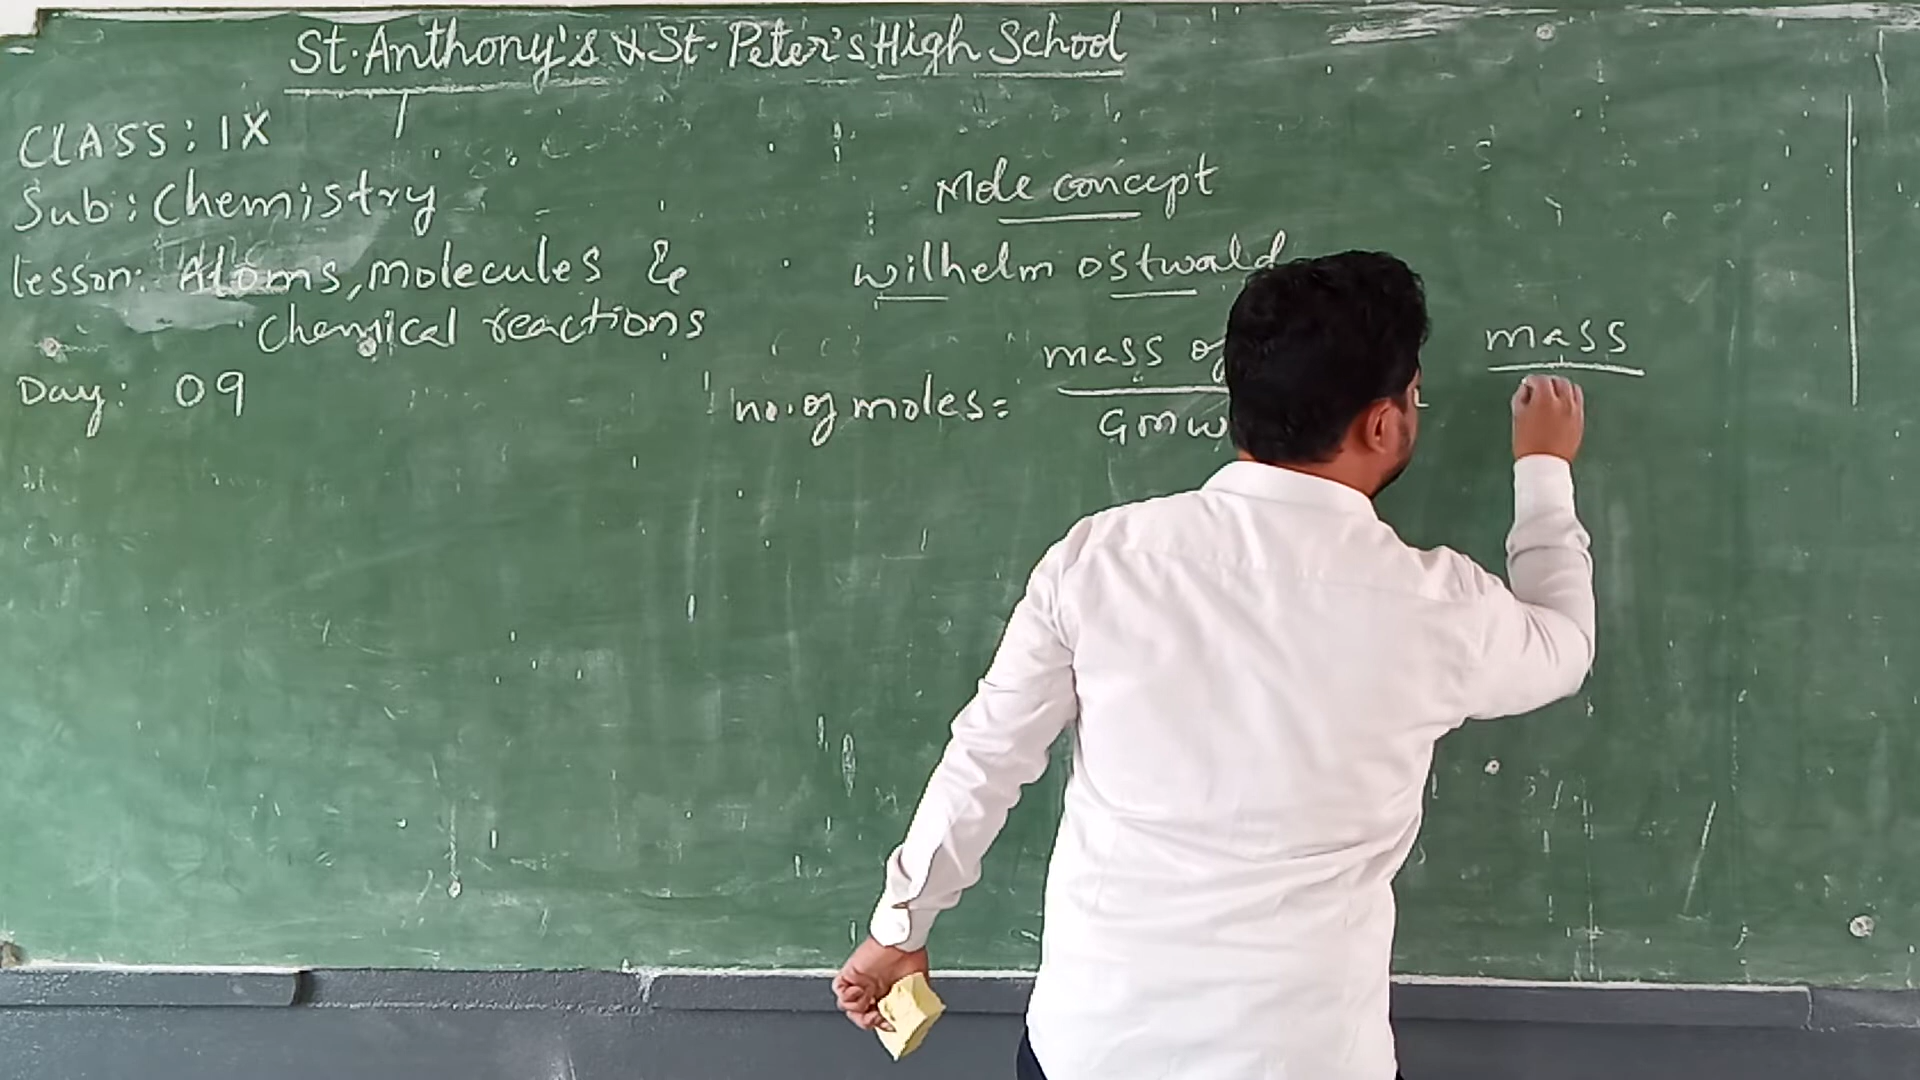 St. Anthony's & St. Peter's High School
CLASS: IX
Sub: Chemistry
lesson: Atoms, molecules &
Chemical reactions
Day: 09
Mole concept
wilhelm ostwald
no. of moles = mass of
GMW
mass